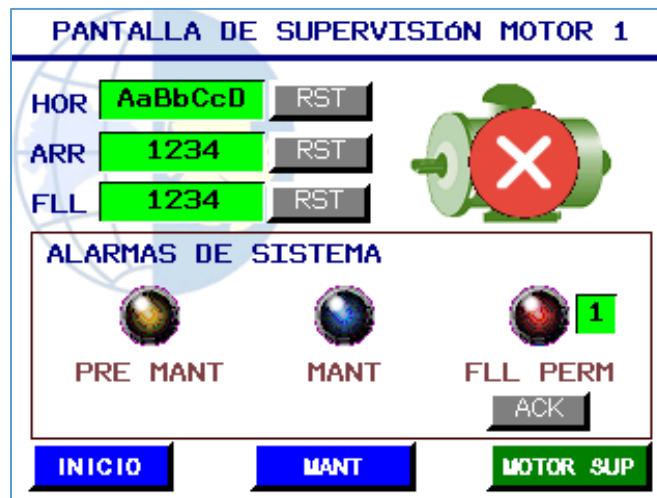 PANTALLA DE SUPERVISIóN MOTOR 1
HOR AaBbCcD RST
ARR 1234 RST
FLL 1234 RST
ALARMAS DE SISTEMA
1
PRE MANT MANT FLL PERM
ACK
INICIO MANT MOTOR SUP